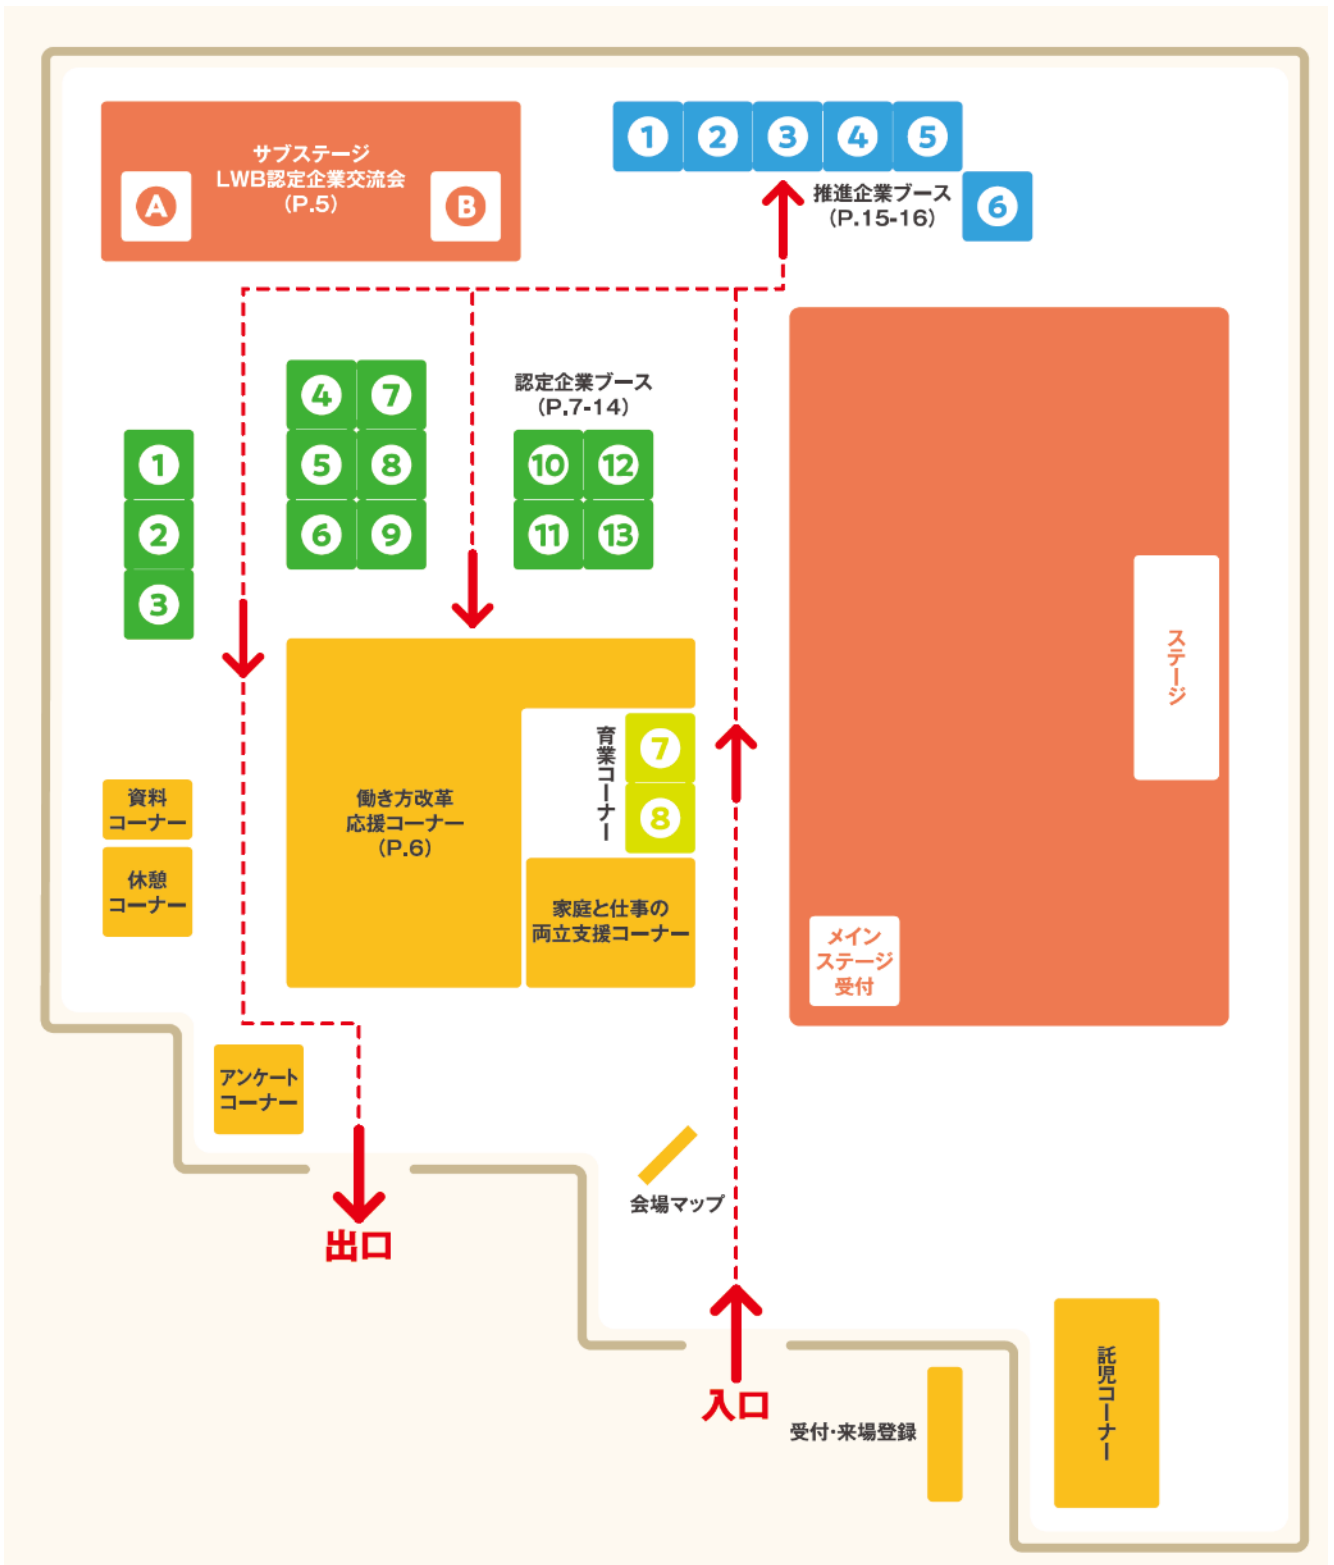 サブステージ
LWB認定企業交流会
(P.5)
A
B
1
2
3
4
5
6
推進企業ブース
(P.15-16)
認定企業ブース
(P.7-14)
1
2
3
4
7
5
8
6
9
10
12
11
13
ステージ
メイン
ステージ
受付
育業コーナー
7
8
働き方改革
応援コーナー
(P.6)
家庭と仕事の
両立支援コーナー
資料
コーナー
休憩
コーナー
アンケート
コーナー
会場マップ
出口
入口
受付・来場登録
託児コーナー